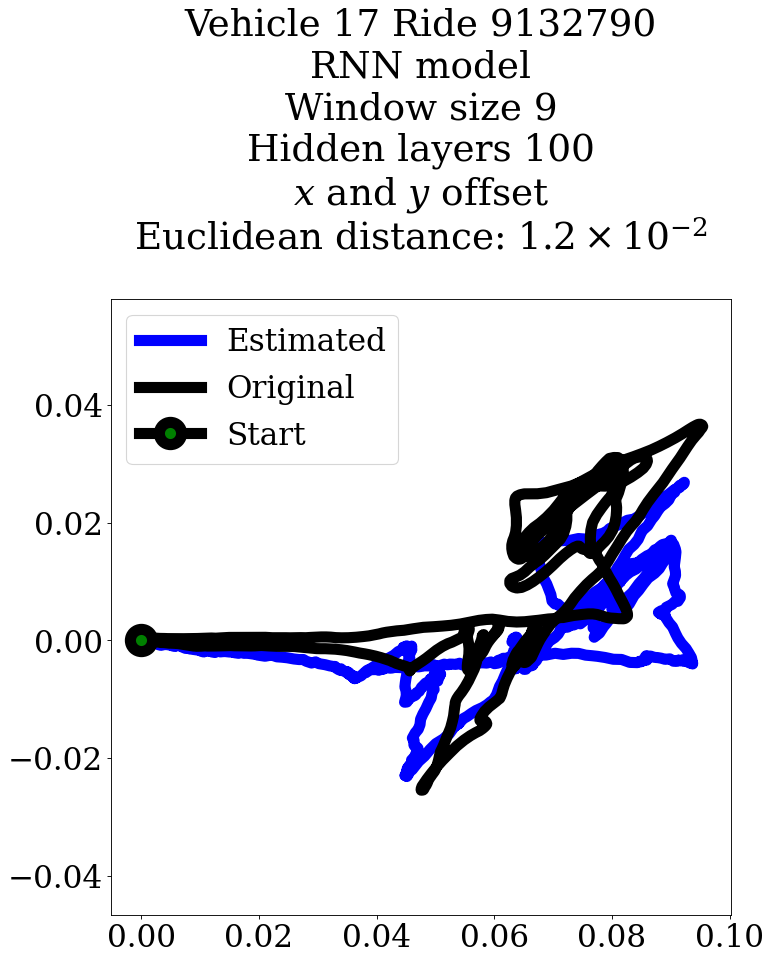 Vehicle 17 Ride 9132790
RNN model
Window size 9
Hidden layers 100
x and y offset
Euclidean distance: 1.2 × 10⁻²
Estimated
Original
Start
0.04
0.02
0.00
−0.02
−0.04
0.00 0.02 0.04 0.06 0.08 0.10